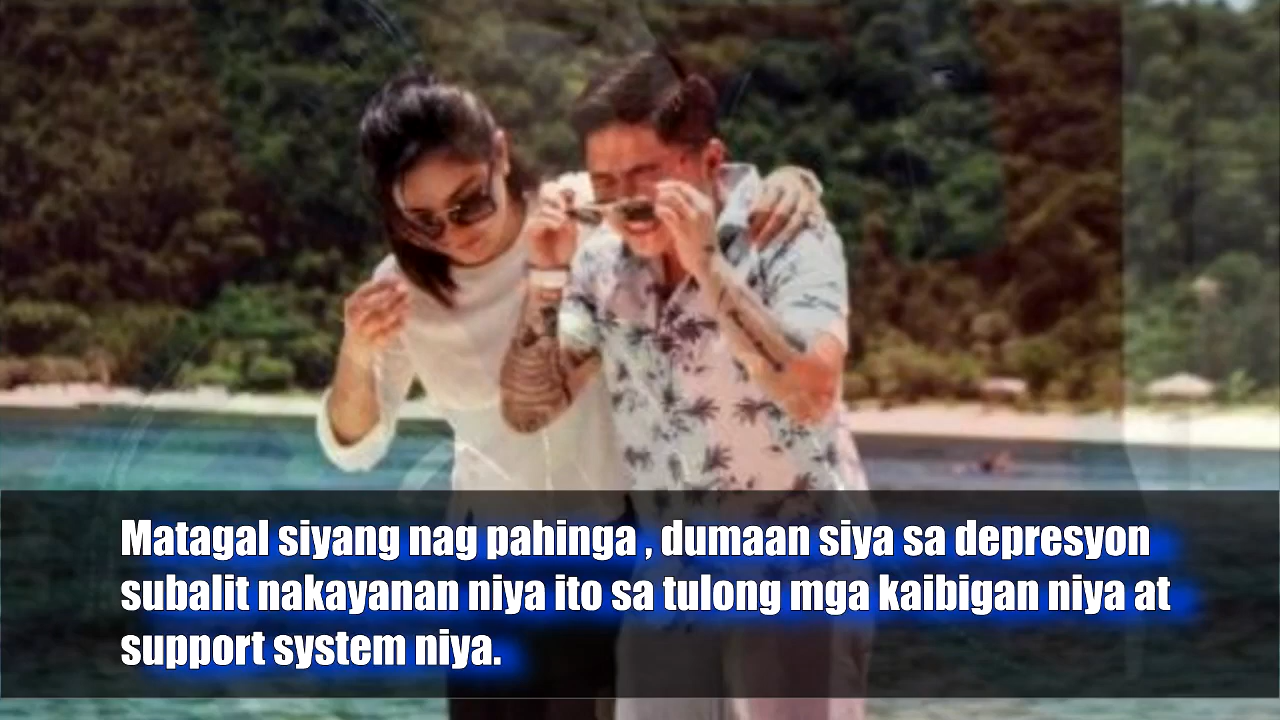 Matagal siyang nag pahinga , dumaan siya sa depresyon
subalit nakayanan niya ito sa tulong mga kaibigan niya at
support system niya.